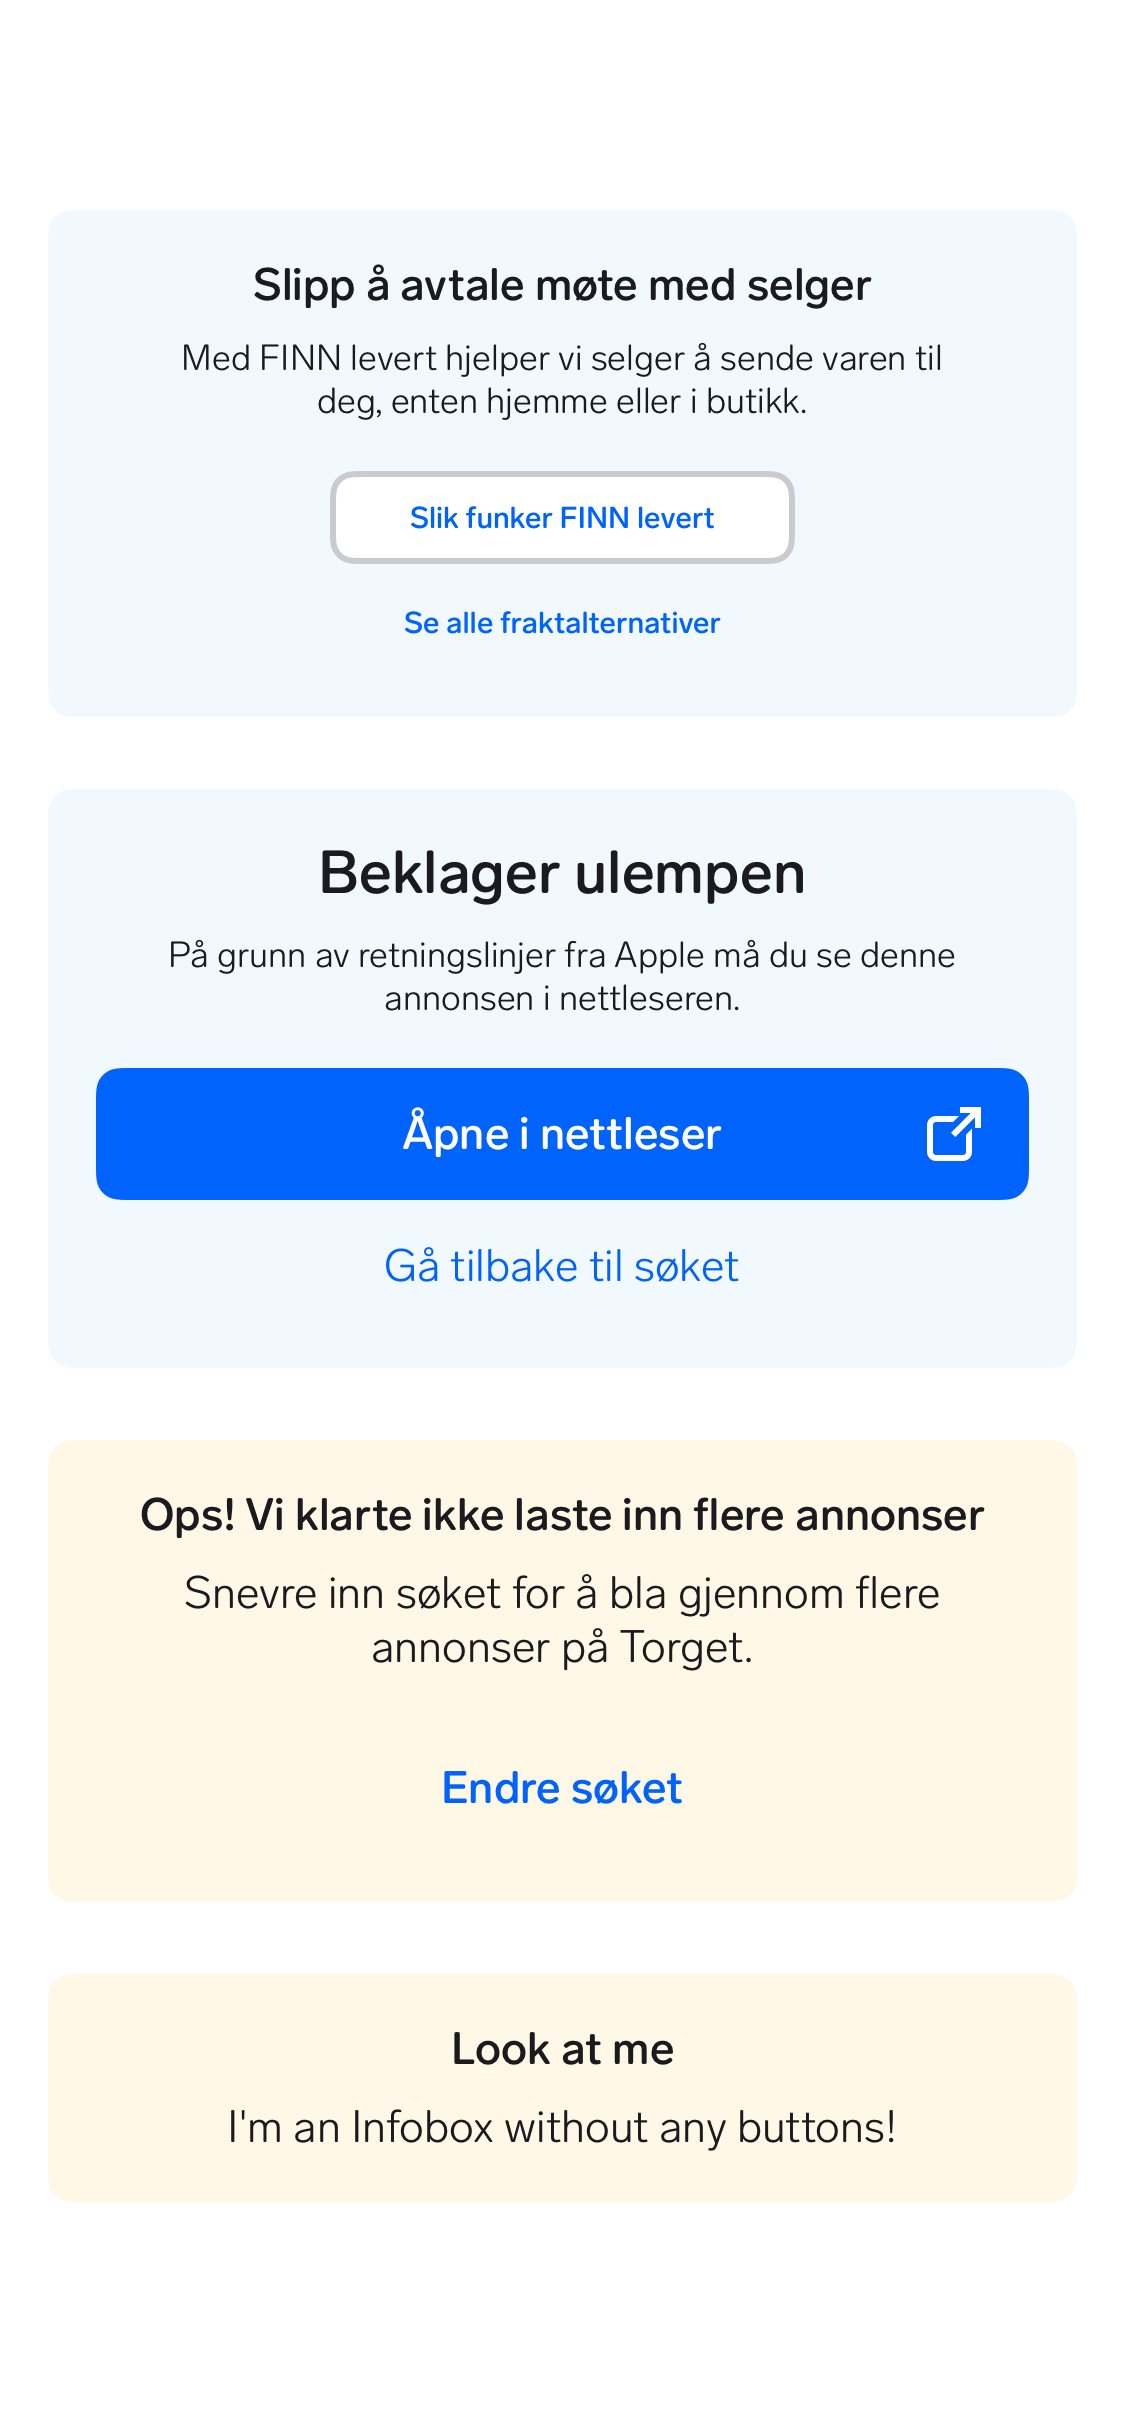 Slipp å avtale møte med selger
Med FINN levert hjelper vi selger å sende varen til
deg, enten hjemme eller i butikk.
Slik funker FINN levert
Se alle fraktalternativer
Beklager ulempen
På grunn av retningslinjer fra Apple må du se denne
annonsen i nettleseren.
Åpne i nettleser
Gå tilbake til søket
Ops! Vi klarte ikke laste inn flere annonser
Snevre inn søket for å bla gjennom flere
annonser på Torget.
Endre søket
Look at me
I'm an Infobox without any buttons!